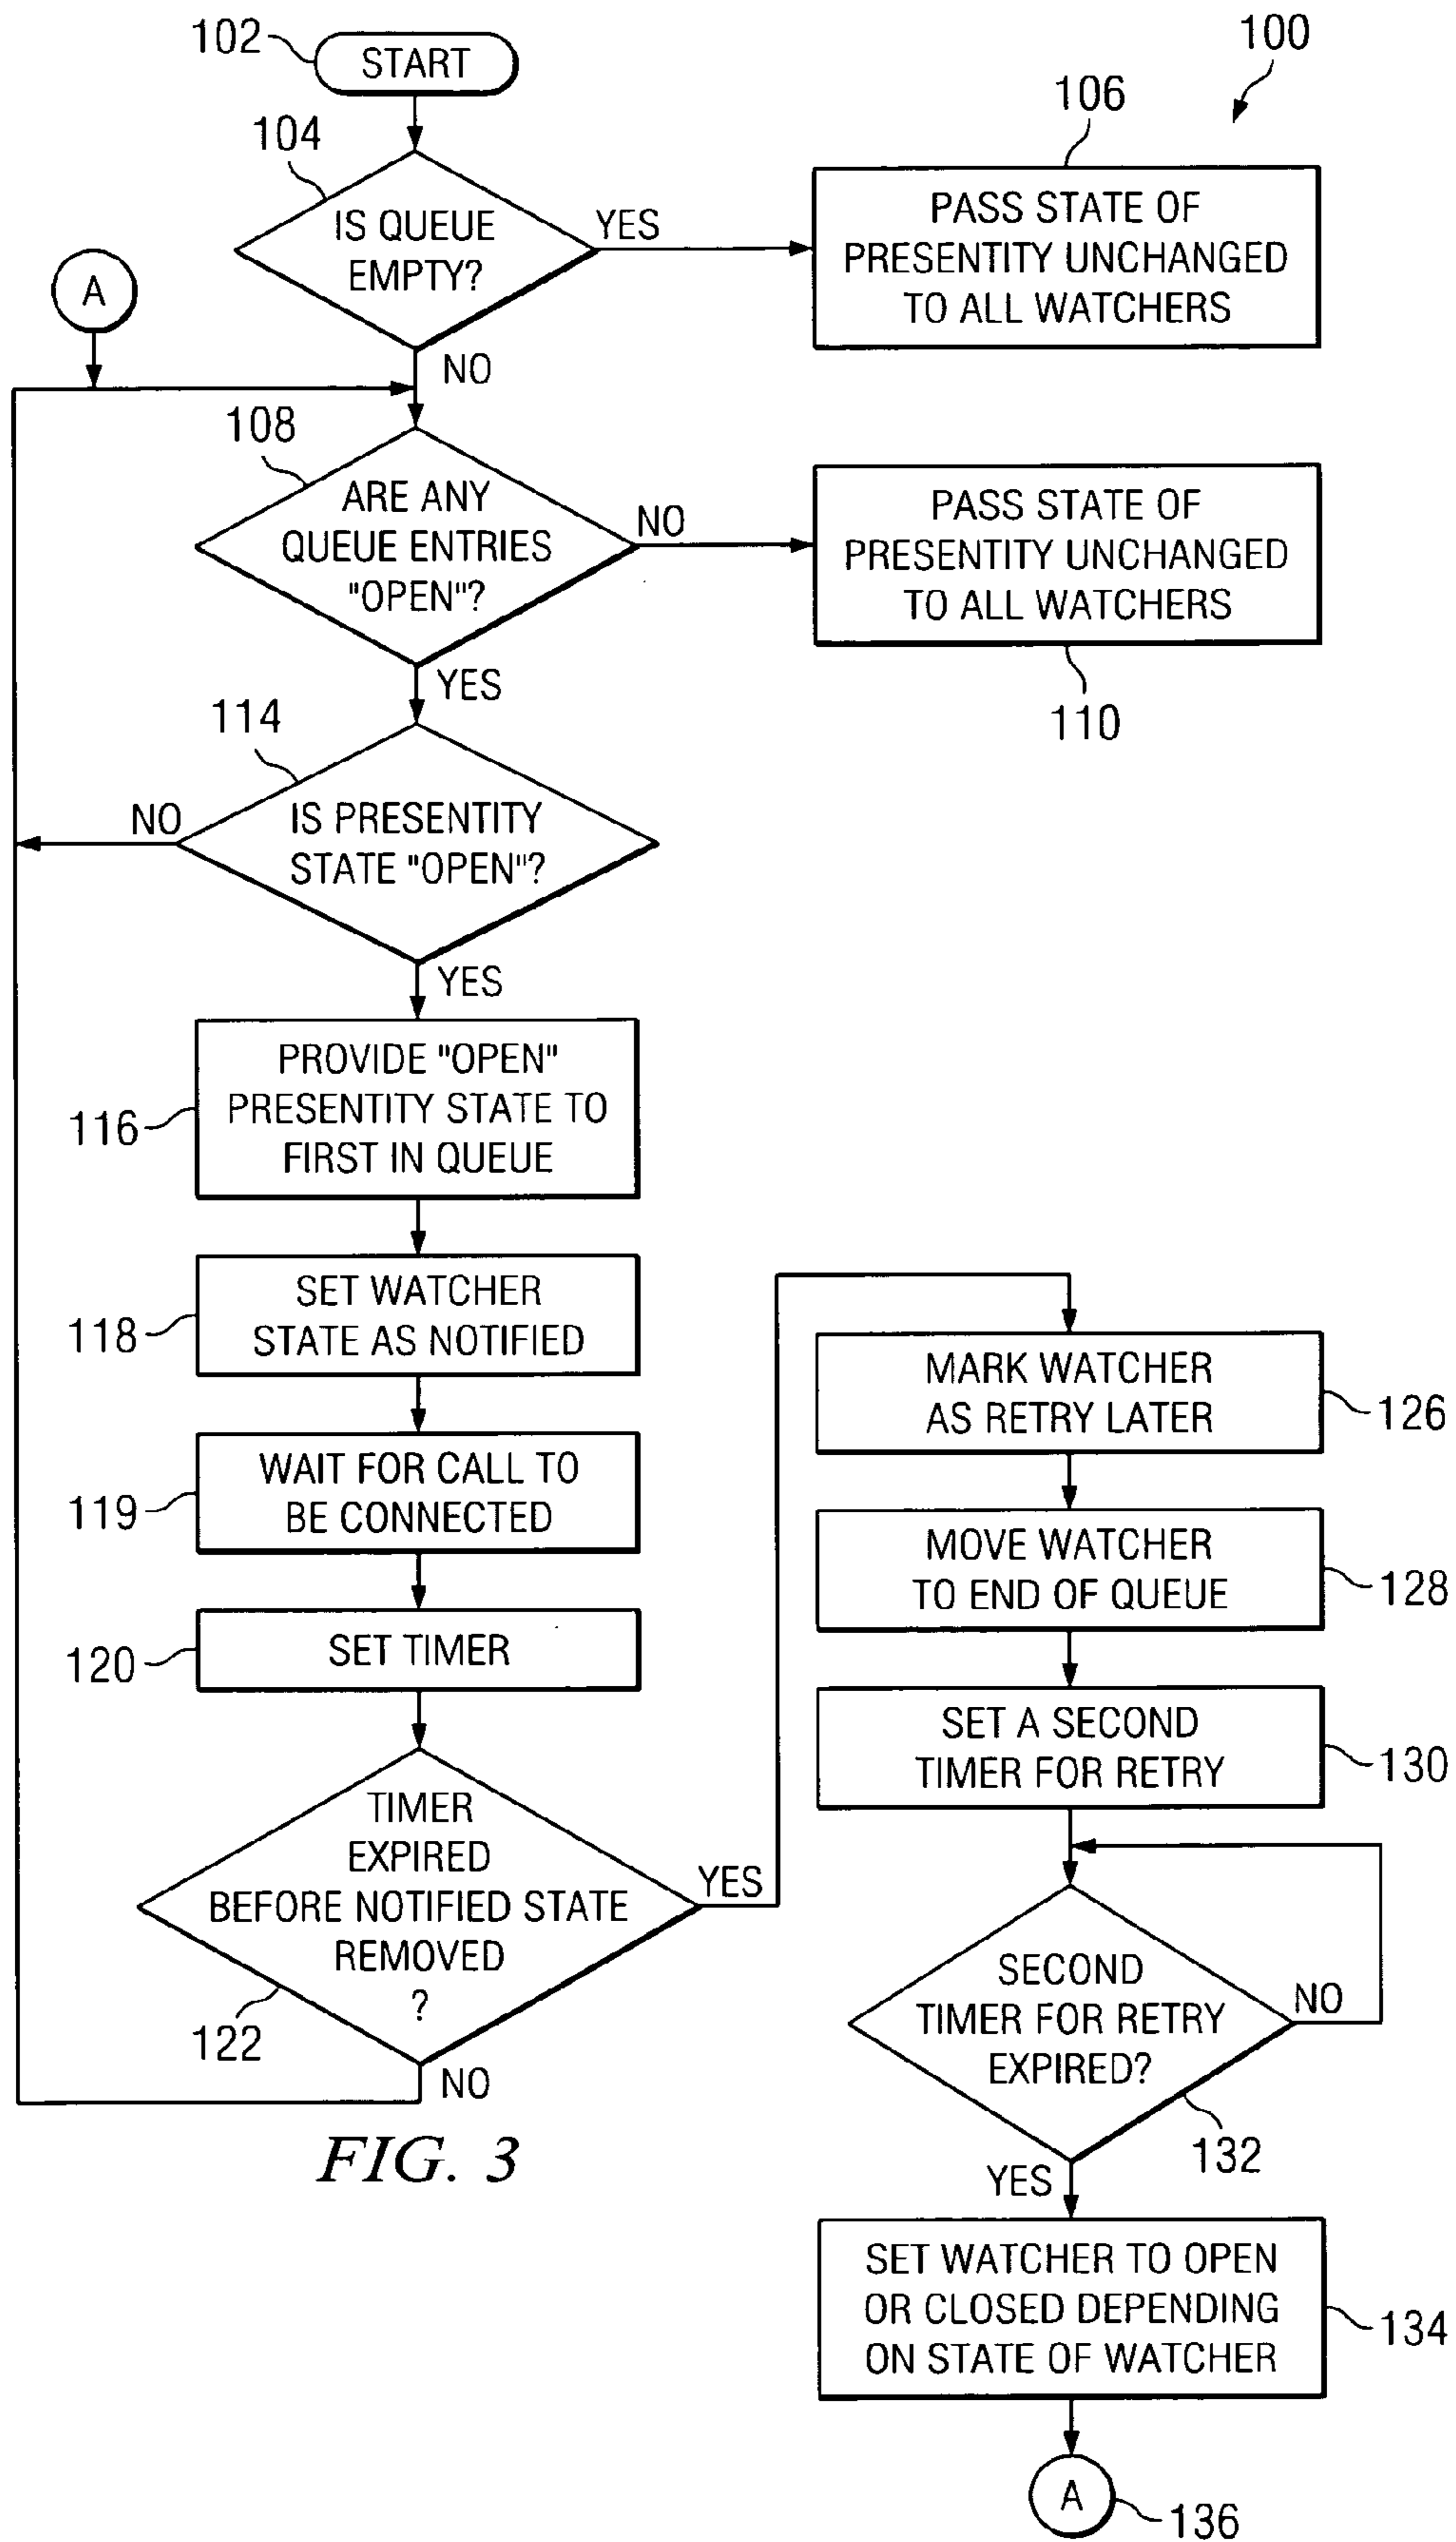 100
102
START
104
IS QUEUE
EMPTY?
YES
106
PASS STATE OF
PRESENTITY UNCHANGED
TO ALL WATCHERS
A
NO
108
ARE ANY
QUEUE ENTRIES
"OPEN"?
NO
PASS STATE OF
PRESENTITY UNCHANGED
TO ALL WATCHERS
110
YES
114
IS PRESENTITY
STATE "OPEN"?
NO
YES
PROVIDE "OPEN"
PRESENTITY STATE TO
FIRST IN QUEUE
116
SET WATCHER
STATE AS NOTIFIED
118
WAIT FOR CALL TO
BE CONNECTED
119
SET TIMER
120
TIMER
EXPIRED
BEFORE NOTIFIED STATE
REMOVED
?
YES
122
NO
MARK WATCHER
AS RETRY LATER
126
MOVE WATCHER
TO END OF QUEUE
128
SET A SECOND
TIMER FOR RETRY
130
SECOND
TIMER FOR RETRY
EXPIRED?
NO
132
YES
SET WATCHER TO OPEN
OR CLOSED DEPENDING
ON STATE OF WATCHER
134
A
136
FIG. 3